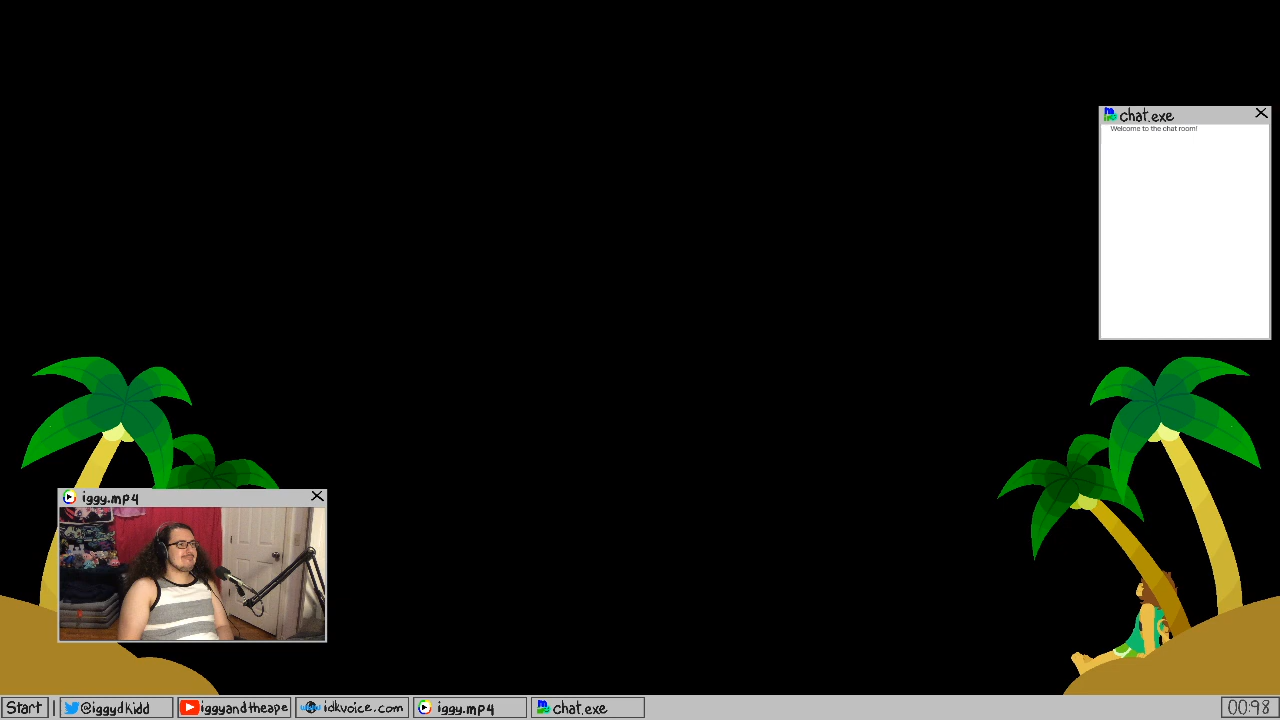 chat.exe
Welcome to the chat room!
iggy.mp4
Start
@iggydkidd
iggyandtheape
idkvoice.com
iggy.mp4
chat.exe
00:98